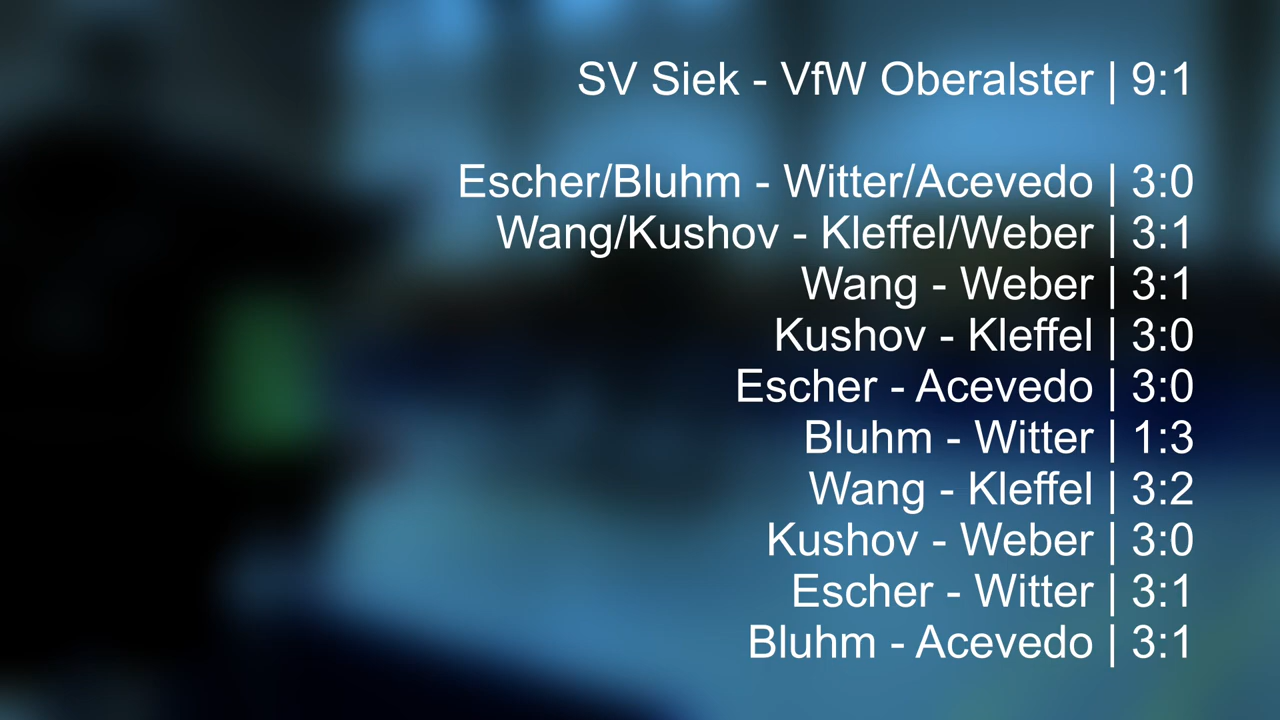 SV Siek - VfW Oberalster | 9:1
Escher/Bluhm - Witter/Acevedo | 3:0
Wang/Kushov - Kleffel/Weber | 3:1
Wang - Weber | 3:1
Kushov - Kleffel | 3:0
Escher - Acevedo | 3:0
Bluhm - Witter | 1:3
Wang - Kleffel | 3:2
Kushov - Weber | 3:0
Escher - Witter | 3:1
Bluhm - Acevedo | 3:1